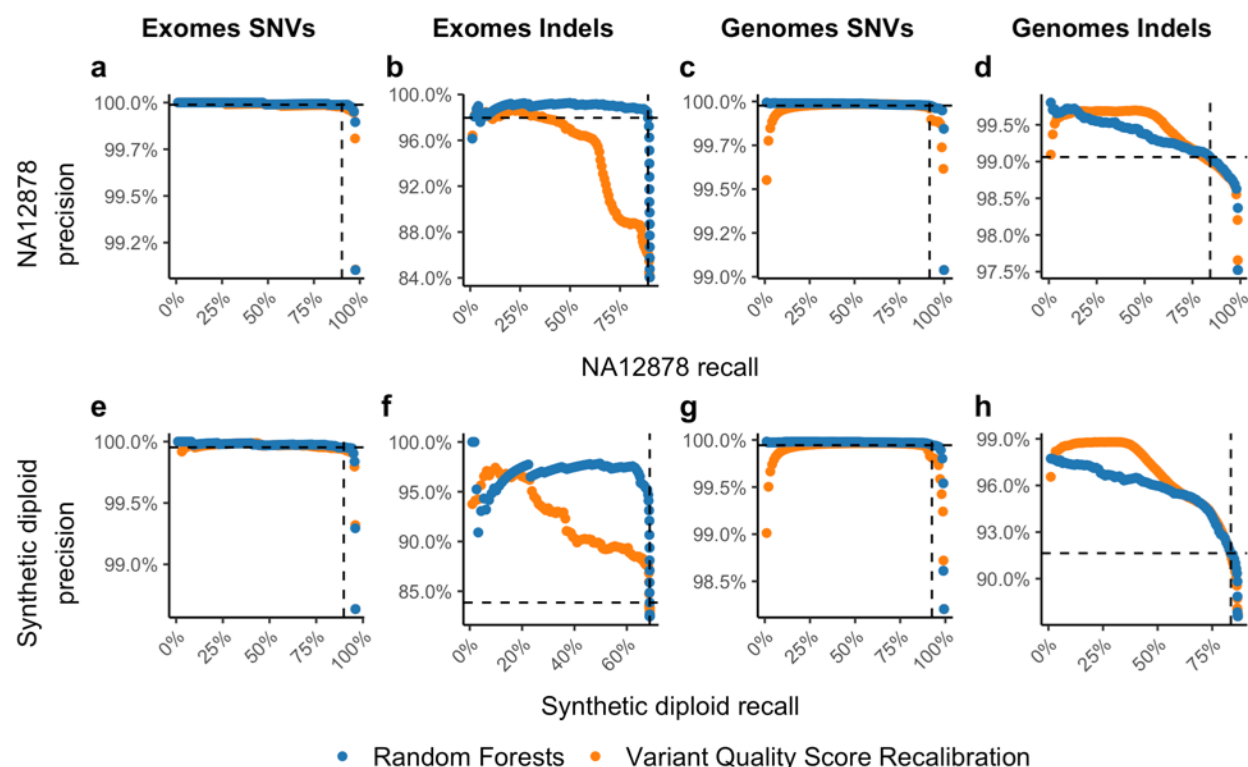 Exomes SNVs Exomes Indels Genomes SNVs Genomes Indels
a b c d
NA12878
precision
100.0%
99.7%
99.5%
99.2%
0% 25% 50% 75% 100%
100.0%
96.0%
92.0%
88.0%
84.0%
0% 25% 50% 75%
100.0%
99.7%
99.5%
99.2%
99.0%
0% 25% 50% 75% 100%
99.5%
99.0%
98.5%
98.0%
97.5%
0% 25% 50% 75% 100%
NA12878 recall
e f g h
Synthetic diploid
precision
100.0%
99.5%
99.0%
0% 25% 50% 75% 100%
100.0%
95.0%
90.0%
85.0%
0% 20% 40% 60%
100.0%
99.5%
99.0%
98.5%
0% 25% 50% 75% 100%
99.0%
96.0%
93.0%
90.0%
0% 25% 50% 75%
Synthetic diploid recall
Random Forests Variant Quality Score Recalibration